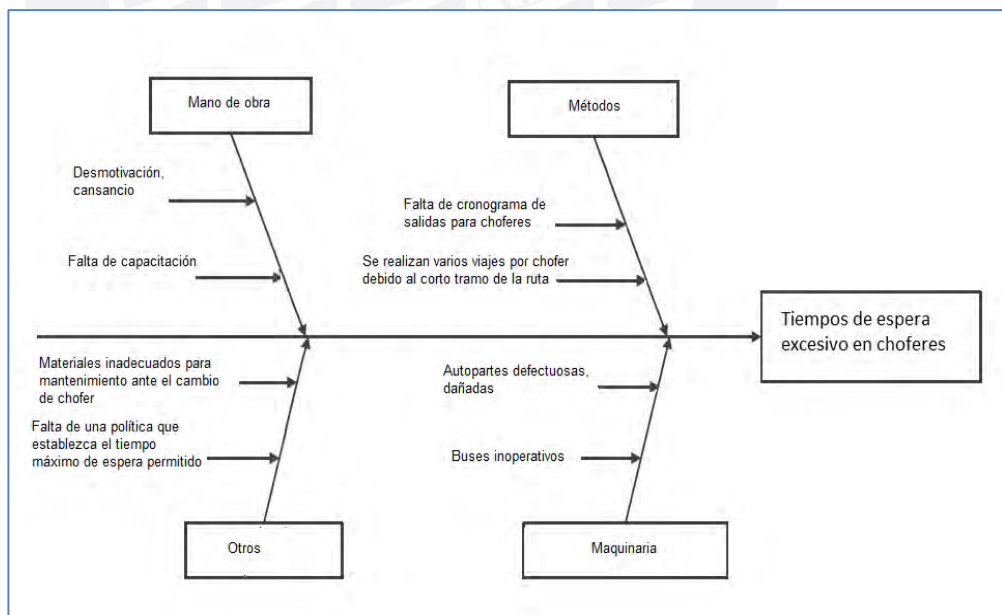 Mano de obra
Métodos
Desmotivación,
cansancio
Falta de capacitación
Falta de cronograma de
salidas para choferes
Se realizan varios viajes por chofer
debido al corto tramo de la ruta
Tiempos de espera
excesivo en choferes
Materiales inadecuados para
mantenimiento ante el cambio
de chofer
Falta de una política que
establezca el tiempo
máximo de espera permitido
Autopartes defectuosas,
dañadas
Buses inoperativos
Otros
Maquinaria